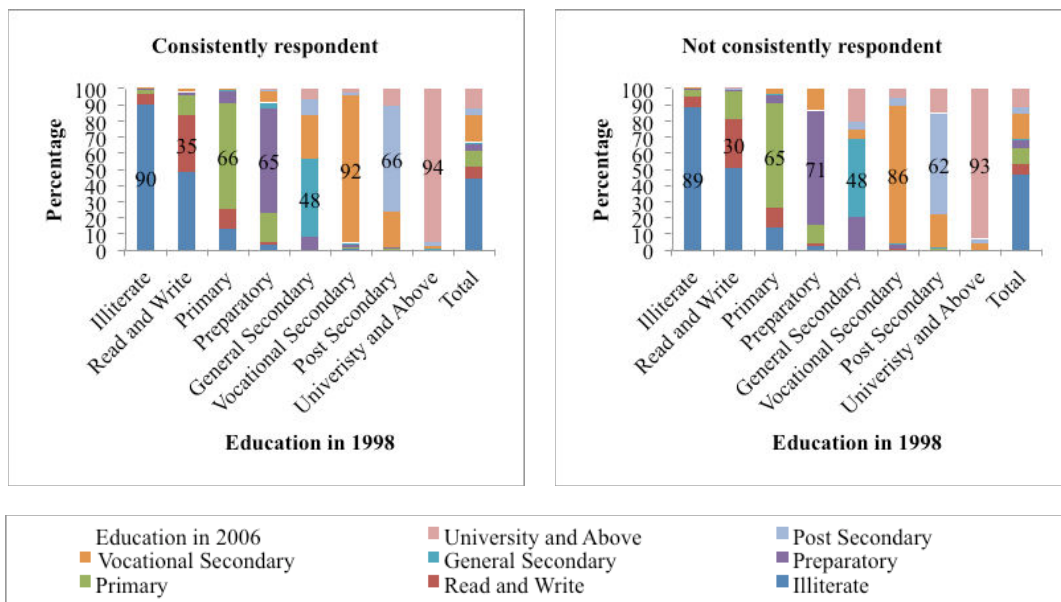 Consistently respondent
Percentage
100
90
80
70
60
50
40
30
20
10
0
90
35
66
65
48
92
66
94
Illiterate
Read and Write
Primary
Preparatory
General Secondary
Vocational Secondary
Post Secondary
Univeristy and Above
Total
Education in 1998
Not consistently respondent
Percentage
100
90
80
70
60
50
40
30
20
10
0
89
30
65
71
48
86
62
93
Illiterate
Read and Write
Primary
Preparatory
General Secondary
Vocational Secondary
Post Secondary
Univeristy and Above
Total
Education in 1998
Education in 2006
University and Above
Post Secondary
Vocational Secondary
General Secondary
Preparatory
Primary
Read and Write
Illiterate